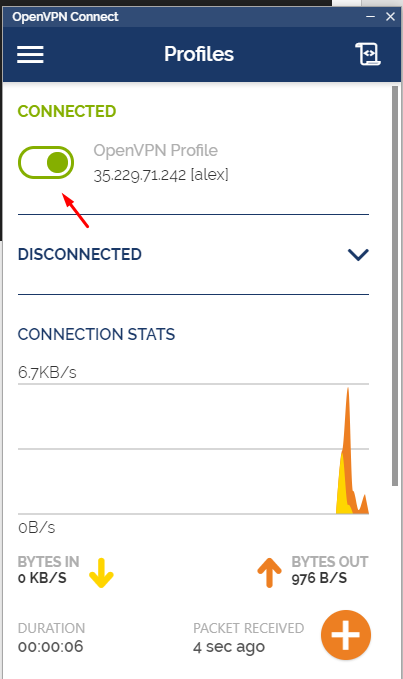 OpenVPN Connect
Profiles
CONNECTED
OpenVPN Profile
35.229.71.242 [alex]
DISCONNECTED
CONNECTION STATS
6.7KB/s
0B/s
BYTES IN
0 KB/S
BYTES OUT
976 B/S
DURATION
00:00:06
PACKET RECEIVED
4 sec ago